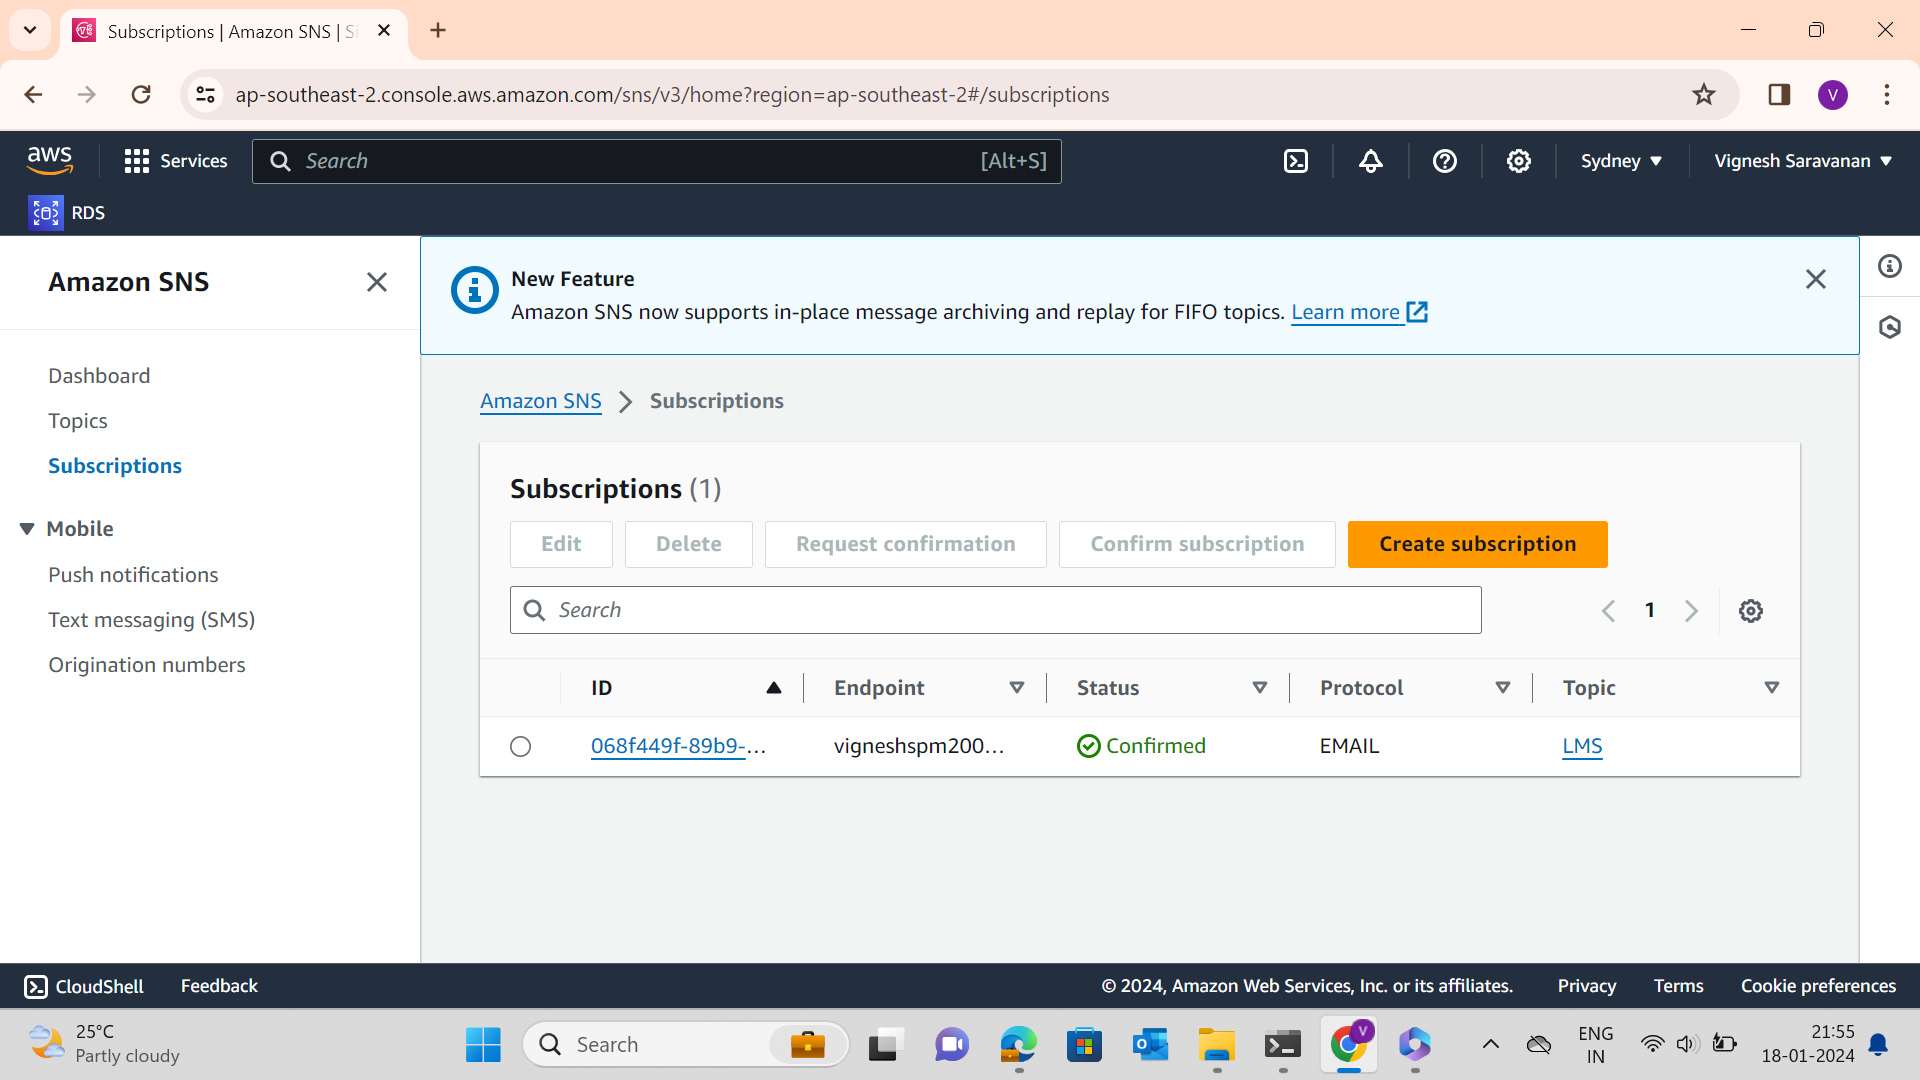 Subscriptions | Amazon SNS | Si
ap-southeast-2.console.aws.amazon.com/sns/v3/home?region=ap-southeast-2#/subscriptions
V
aws
Services
Search
[Alt+S]
Sydney
Vignesh Saravanan
RDS
Amazon SNS
Dashboard
Topics
Subscriptions
Mobile
Push notifications
Text messaging (SMS)
Origination numbers
New Feature
Amazon SNS now supports in-place message archiving and replay for FIFO topics. Learn more
Amazon SNS > Subscriptions
Subscriptions (1)
Edit
Delete
Request confirmation
Confirm subscription
Create subscription
Search
1
ID
Endpoint
Status
Protocol
Topic
068f449f-89b9-...
vigneshspm200...
Confirmed
EMAIL
LMS
CloudShell
Feedback
© 2024, Amazon Web Services, Inc. or its affiliates.
Privacy
Terms
Cookie preferences
25°C
Partly cloudy
Search
V
ENG
IN
21:55
18-01-2024